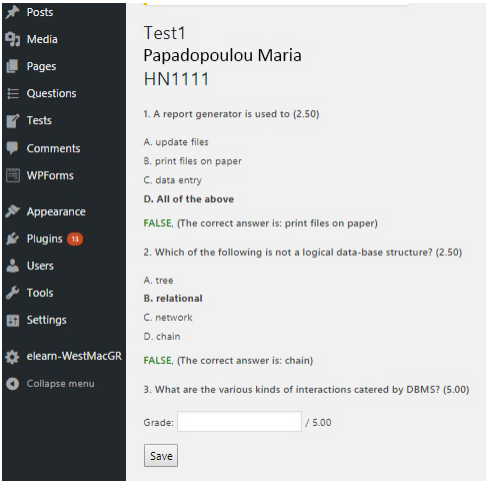 Posts
Media
Pages
Questions
Tests
Comments
WPForms
Appearance
Plugins 13
Users
Tools
Settings
elearn-WestMacGR
Collapse menu
Test1
Papadopoulou Maria
HN1111
1. A report generator is used to (2.50)
A. update files
B. print files on paper
C. data entry
D. All of the above
FALSE, (The correct answer is: print files on paper)
2. Which of the following is not a logical data-base structure? (2.50)
A. tree
B. relational
C. network
D. chain
FALSE, (The correct answer is: chain)
3. What are the various kinds of interactions catered by DBMS? (5.00)
Grade: / 5.00
Save